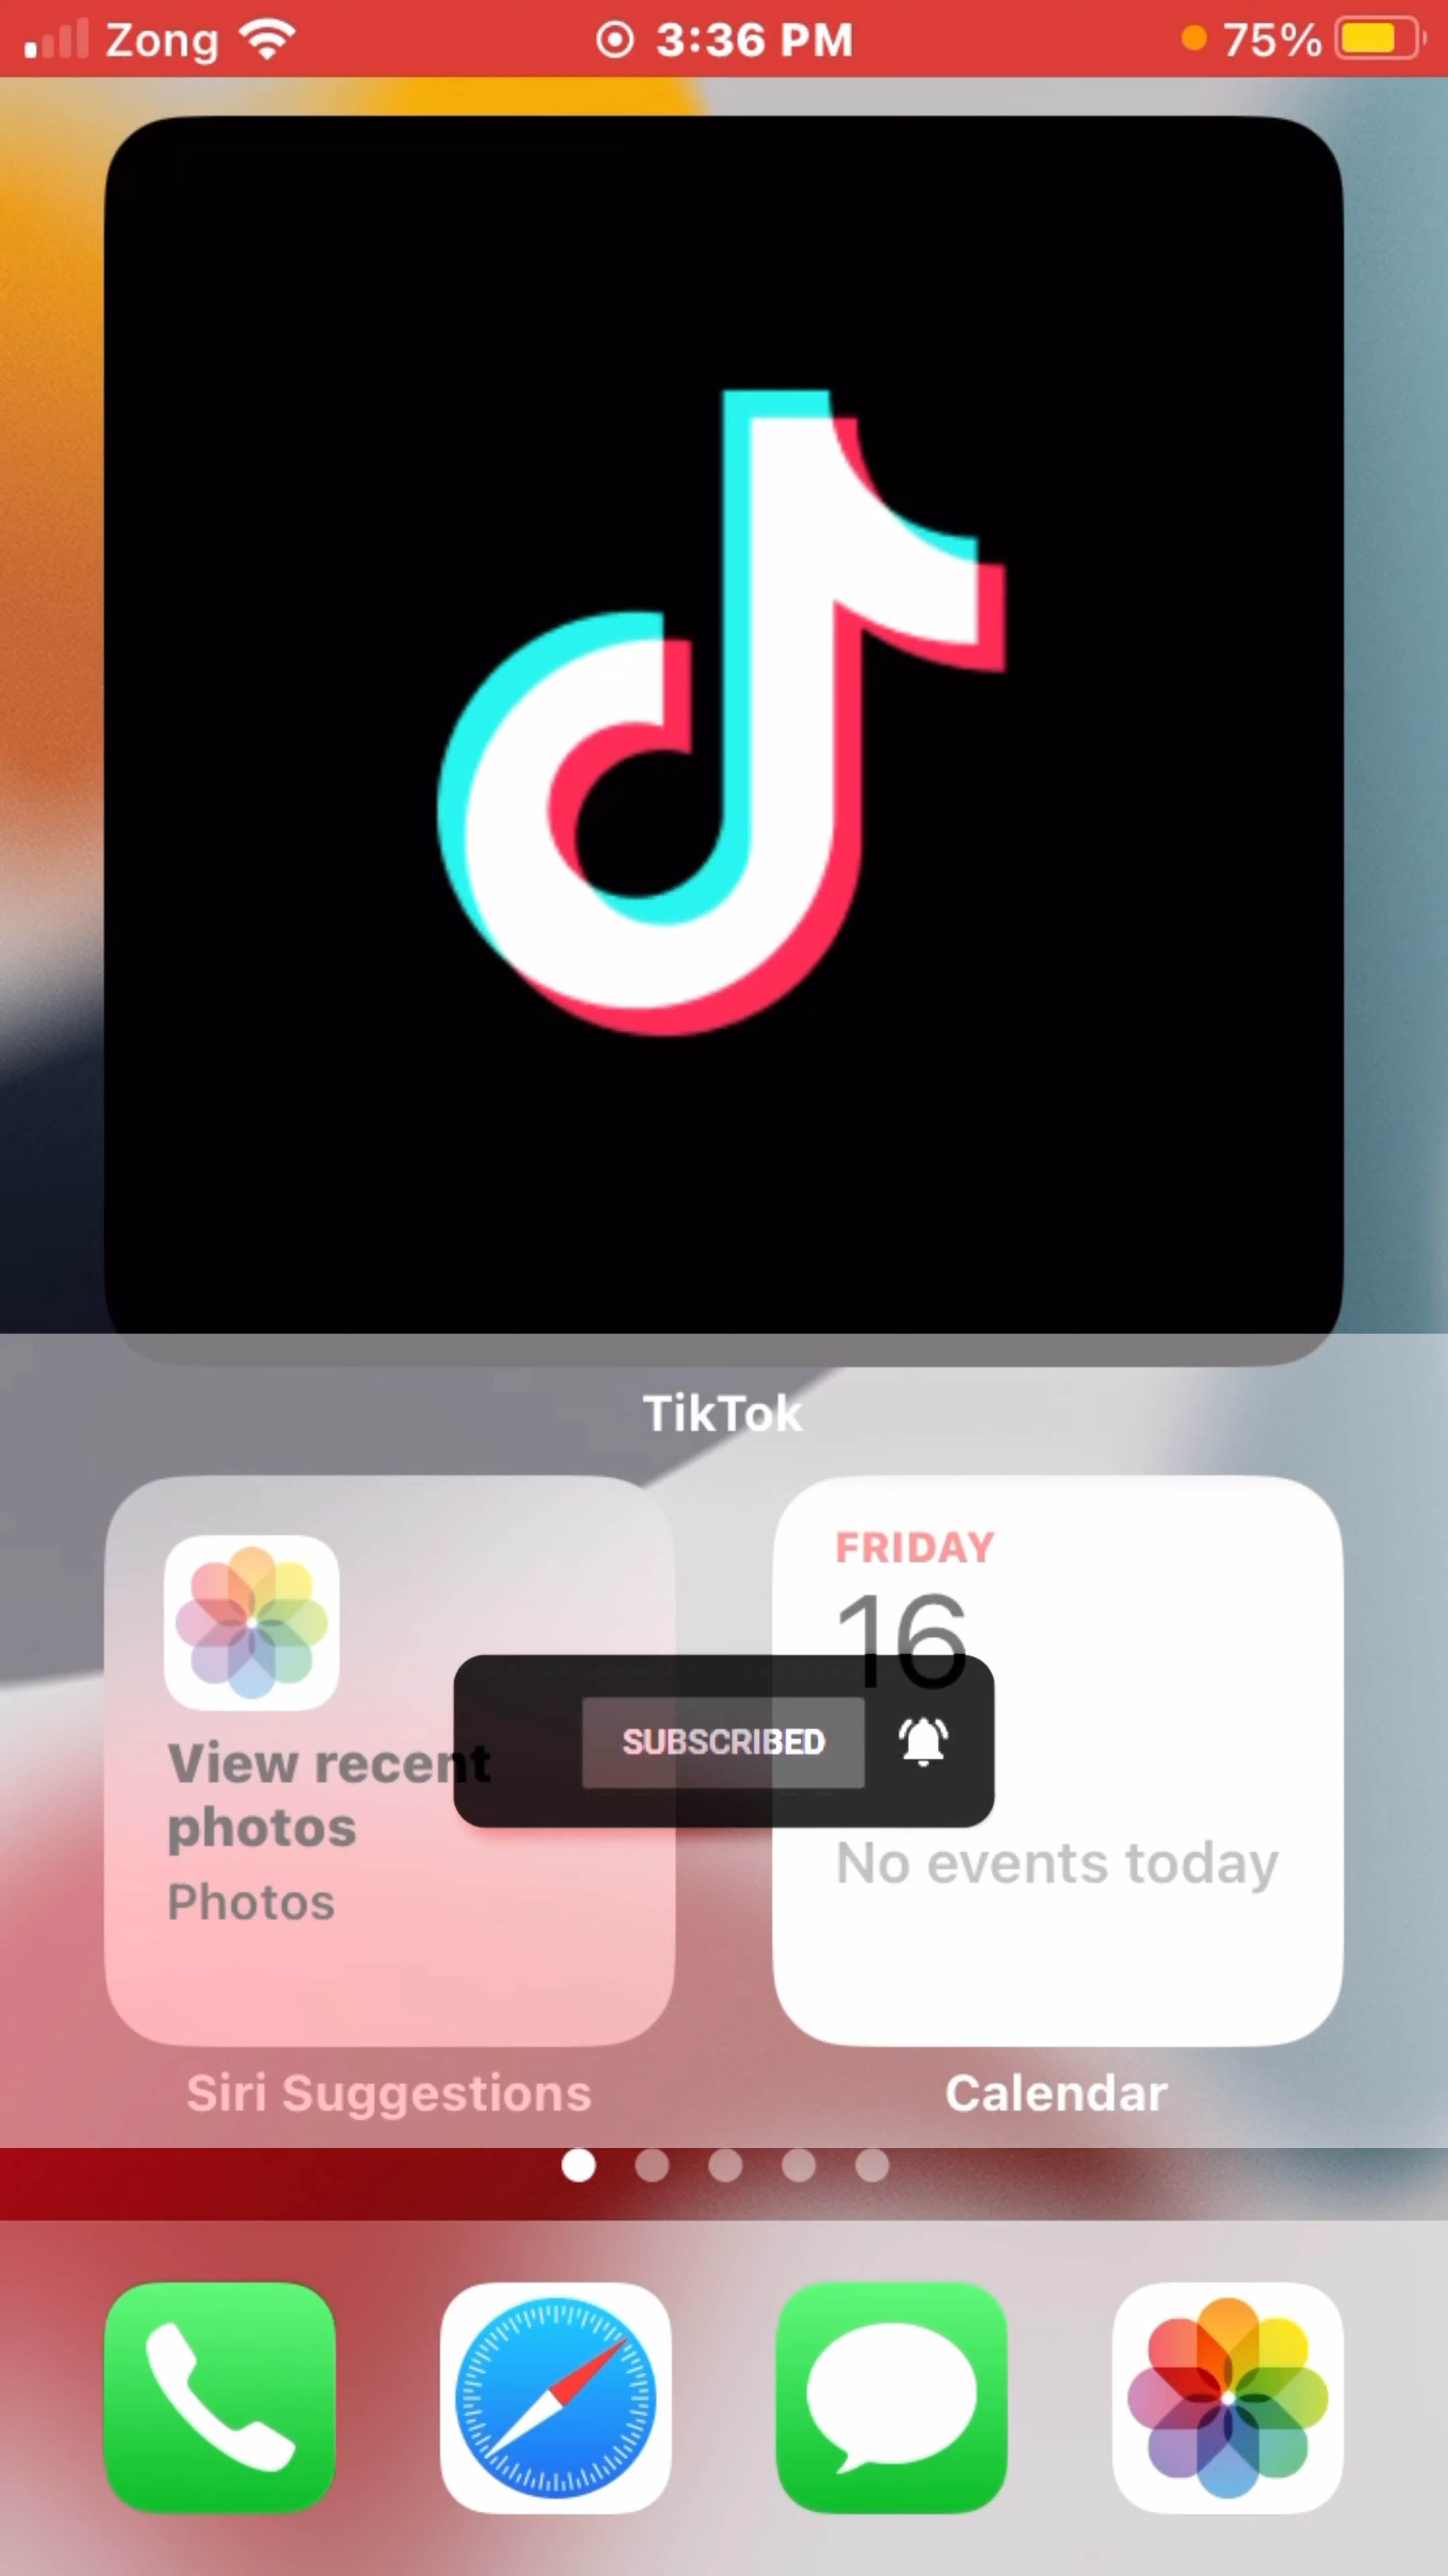 Zong 3:36 PM 75%
TikTok
FRIDAY
16
View recent
photos
Photos
SUBSCRIBED
No events today
Siri Suggestions
Calendar